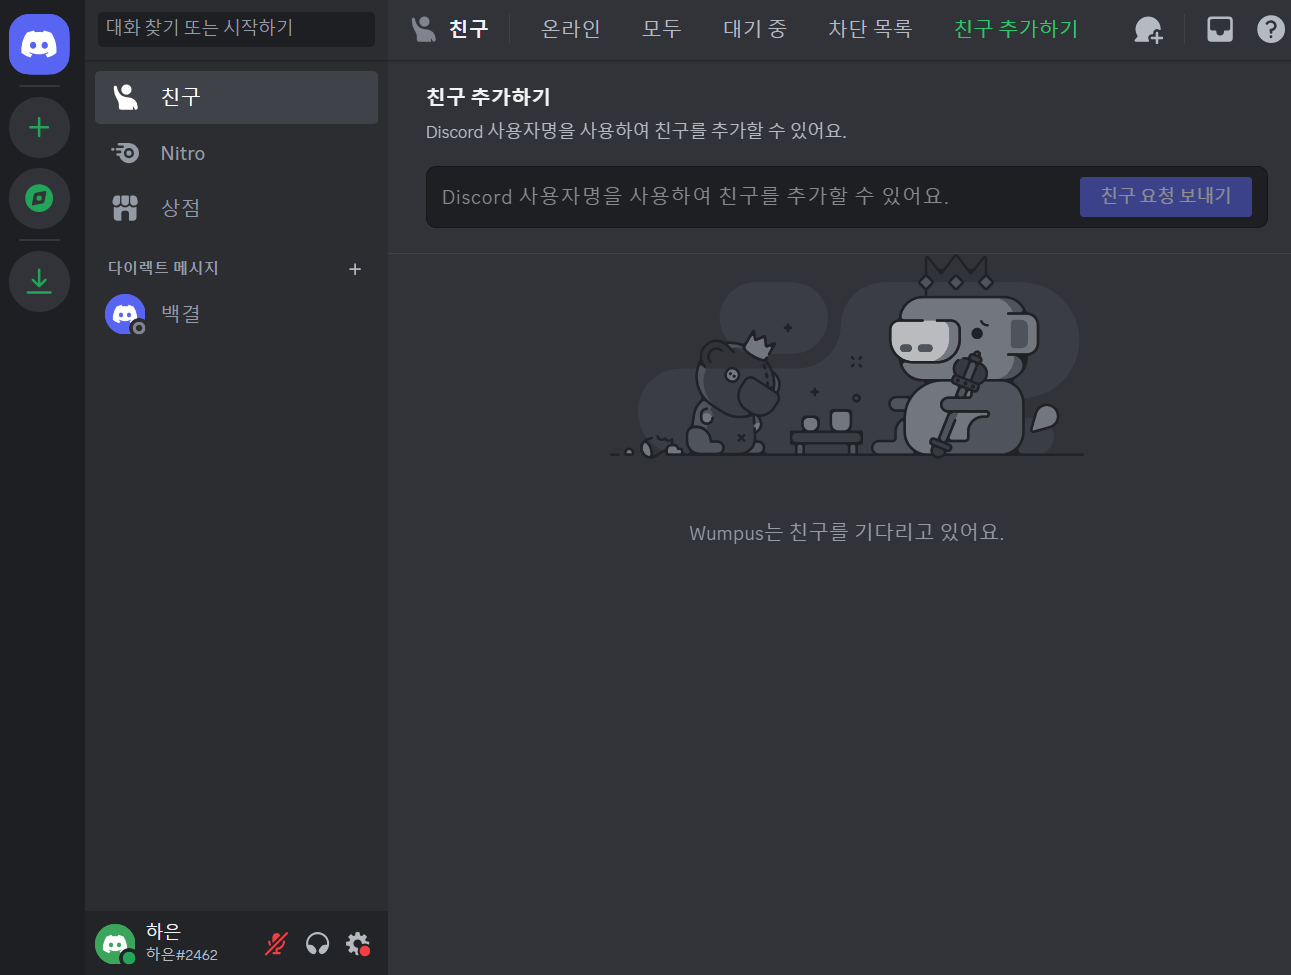 대화 찾기 또는 시작하기
친구
Nitro
상점
다이렉트 메시지
백결
하은
하은#2462
친구 온라인 모두 대기 중 차단 목록 친구 추가하기
친구 추가하기
Discord 사용자명을 사용하여 친구를 추가할 수 있어요.
Discord 사용자명을 사용하여 친구를 추가할 수 있어요. 친구 요청 보내기
Wumpus는 친구를 기다리고 있어요.